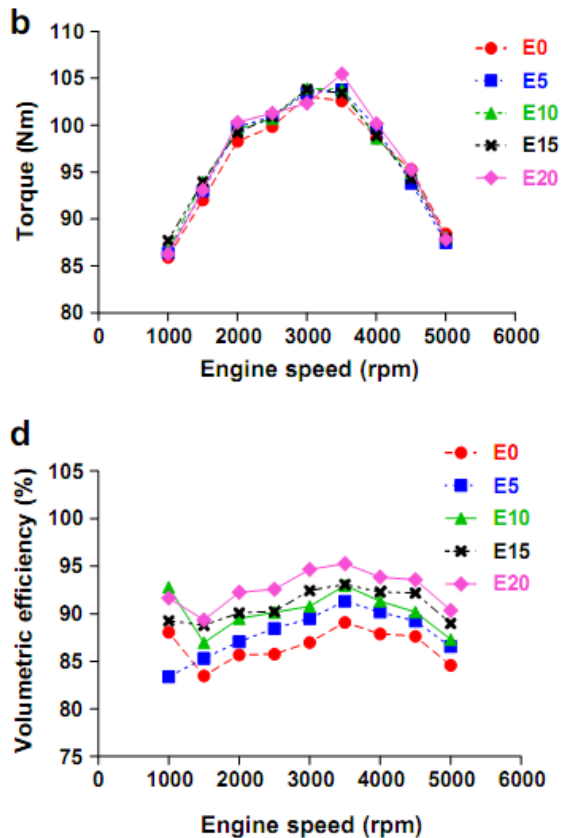 b
Torque (Nm)
110
105
100
95
90
85
80
0 1000 2000 3000 4000 5000 6000
Engine speed (rpm)
E0
E5
E10
E15
E20
d
Volumetric efficiency (%)
105
100
95
90
85
80
75
0 1000 2000 3000 4000 5000 6000
Engine speed (rpm)
E0
E5
E10
E15
E20